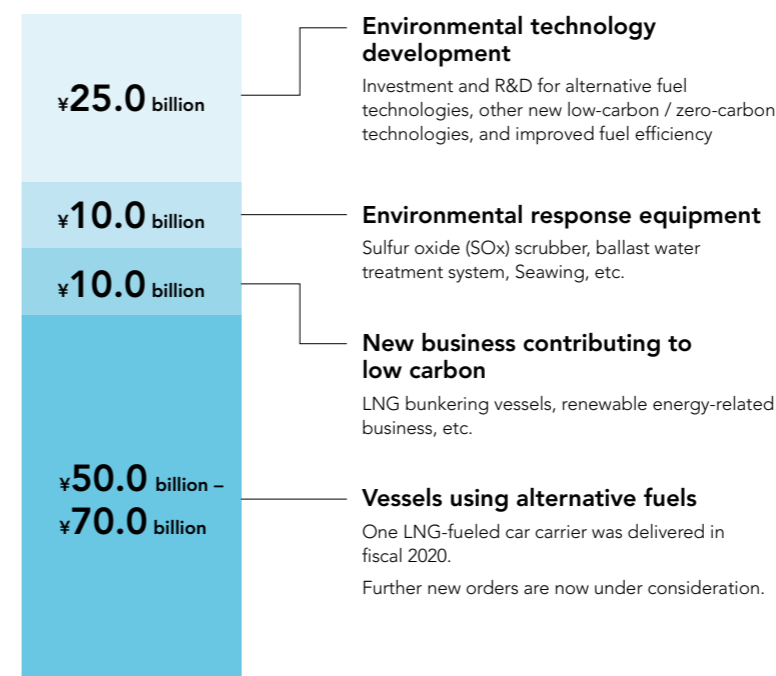 ¥25.0 billion
Environmental technology
development
Investment and R&D for alternative fuel
technologies, other new low-carbon / zero-carbon
technologies, and improved fuel efficiency
¥10.0 billion
Environmental response equipment
Sulfur oxide (SOx) scrubber, ballast water
treatment system, Seawing, etc.
¥10.0 billion
New business contributing to
low carbon
LNG bunkering vessels, renewable energy-related
business, etc.
¥50.0 billion –
¥70.0 billion
Vessels using alternative fuels
One LNG-fueled car carrier was delivered in
fiscal 2020.
Further new orders are now under consideration.